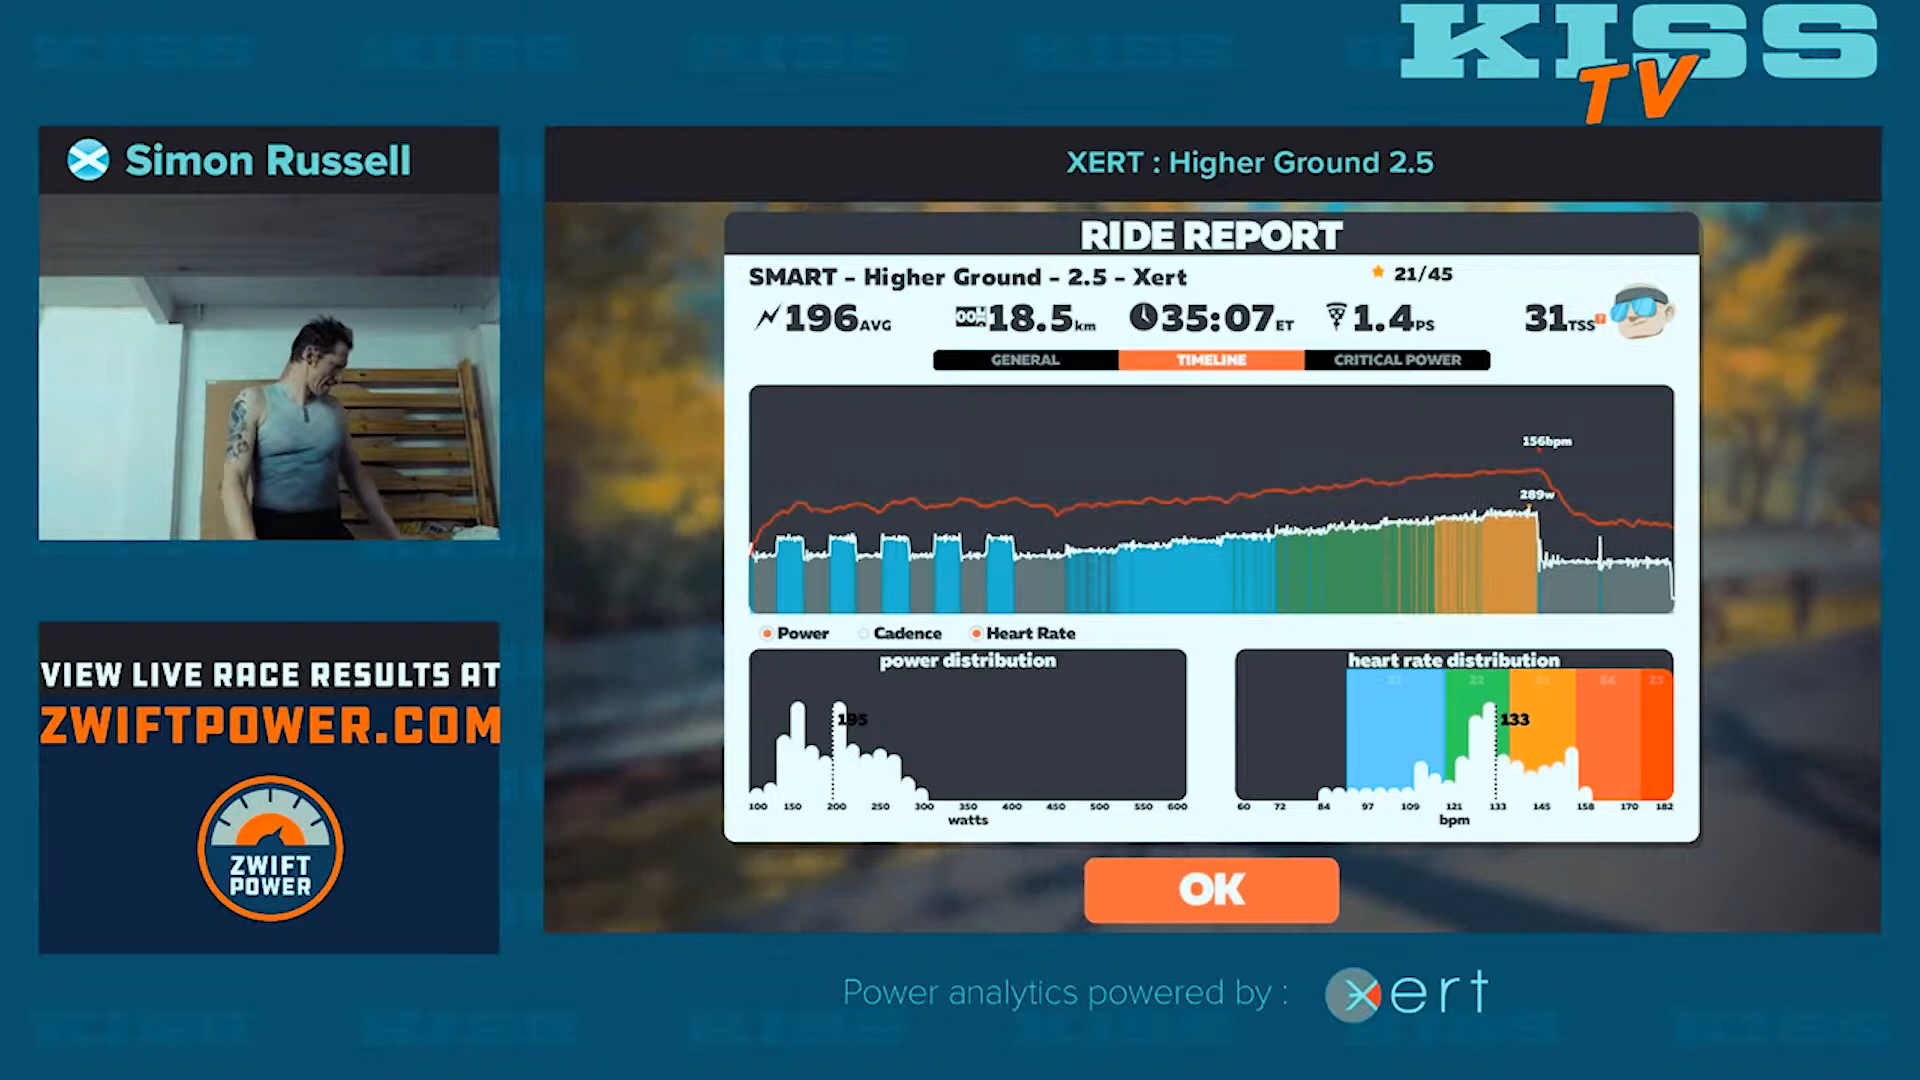 KISS
TV
Simon Russell
XERT : Higher Ground 2.5
RIDE REPORT
SMART - Higher Ground - 2.5 - Xert
21/45
196AVG
18.5km
35:07ET
1.4PS
31TSS
GENERAL
TIMELINE
CRITICAL POWER
156bpm
289w
Power
Cadence
Heart Rate
power distribution
195
100 150 200 250 300 350 400 450 500 550 600
watts
heart rate distribution
Z2
Z4
133
60 72 84 97 109 121 133 145 158 170 182
bpm
OK
VIEW LIVE RACE RESULTS AT
ZWIFTPOWER.COM
ZWIFT
POWER
Power analytics powered by :
xert